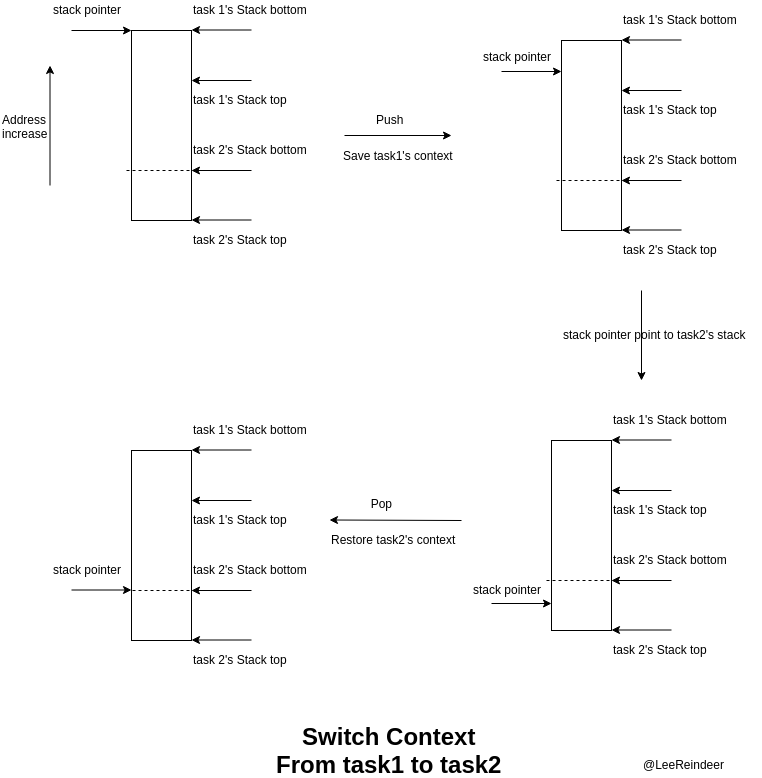 stack pointer
task 1's Stack bottom
task 1's Stack top
Address
increase
task 2's Stack bottom
task 2's Stack top
Push
Save task1's context
task 1's Stack bottom
stack pointer
task 1's Stack top
task 2's Stack bottom
task 2's Stack top
stack pointer point to task2's stack
task 1's Stack bottom
task 1's Stack top
task 2's Stack bottom
stack pointer
task 2's Stack top
Pop
Restore task2's context
task 1's Stack bottom
task 1's Stack top
stack pointer
task 2's Stack bottom
task 2's Stack top
Switch Context
From task1 to task2
@LeeReindeer